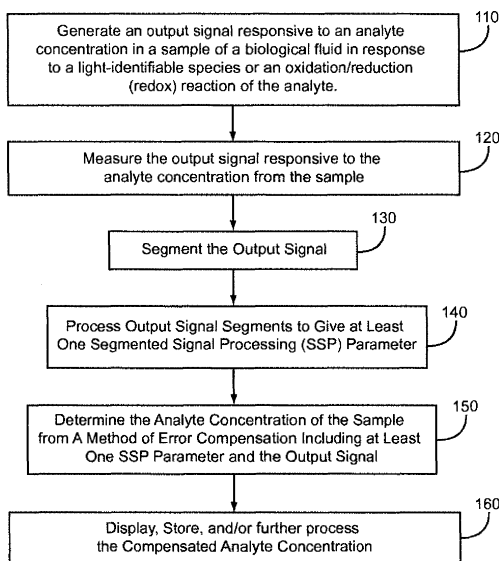 110
Generate an output signal responsive to an analyte
concentration in a sample of a biological fluid in response
to a light-identifiable species or an oxidation/reduction
(redox) reaction of the analyte.
120
Measure the output signal responsive to the
analyte concentration from the sample
130
Segment the Output Signal
140
Process Output Signal Segments to Give at Least
One Segmented Signal Processing (SSP) Parameter
150
Determine the Analyte Concentration of the Sample
from A Method of Error Compensation Including at Least
One SSP Parameter and the Output Signal
160
Display, Store, and/or further process
the Compensated Analyte Concentration